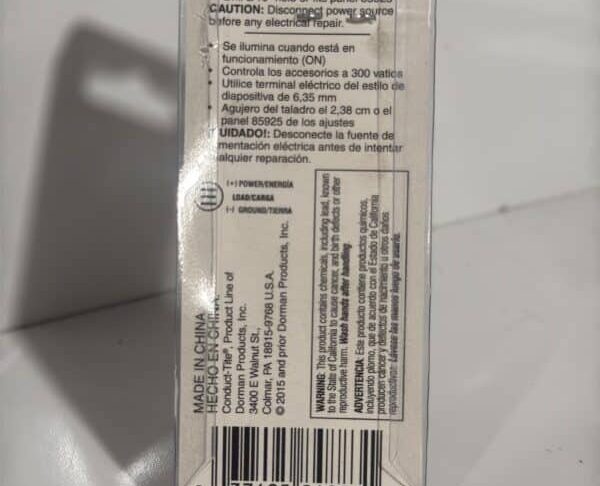 CAUTION: Disconnect power source
before any electrical repair.
• Se ilumina cuando está en
funcionamiento (ON)
• Controla los accesorios a 300 vatios
• Utilice terminal eléctrico del estilo de
diapositiva de 6,35 mm
• Agujero del taladro el 2,38 cm o el
panel 85925 de los ajustes
UIDADO!: Desconecte la fuente de
mentación eléctrica antes de intentar
alquier reparación.
(+) POWER/ENERGÍA
LOAD/CARGA
(-) GROUND/TIERRA
MADE IN CHINA
HECHO EN CHINA
Conduct-Tite®, Product Line of
Dorman Products, Inc.
3400 E Walnut St.,
Colmar, PA 18915-9768 U.S.A.
© 2015 and prior Dorman Products, Inc.
WARNING: This product contains chemicals, including lead, known
to the State of California to cause cancer, and birth defects or other
reproductive harm. Wash hands after handling.
ADVERTENCIA: Este producto contiene productos químicos,
incluyendo plomo, que de acuerdo con el Estado de California
producen cáncer y defectos de nacimiento u otros daños
reproductivos. Lávese las manos luego de usarlo.